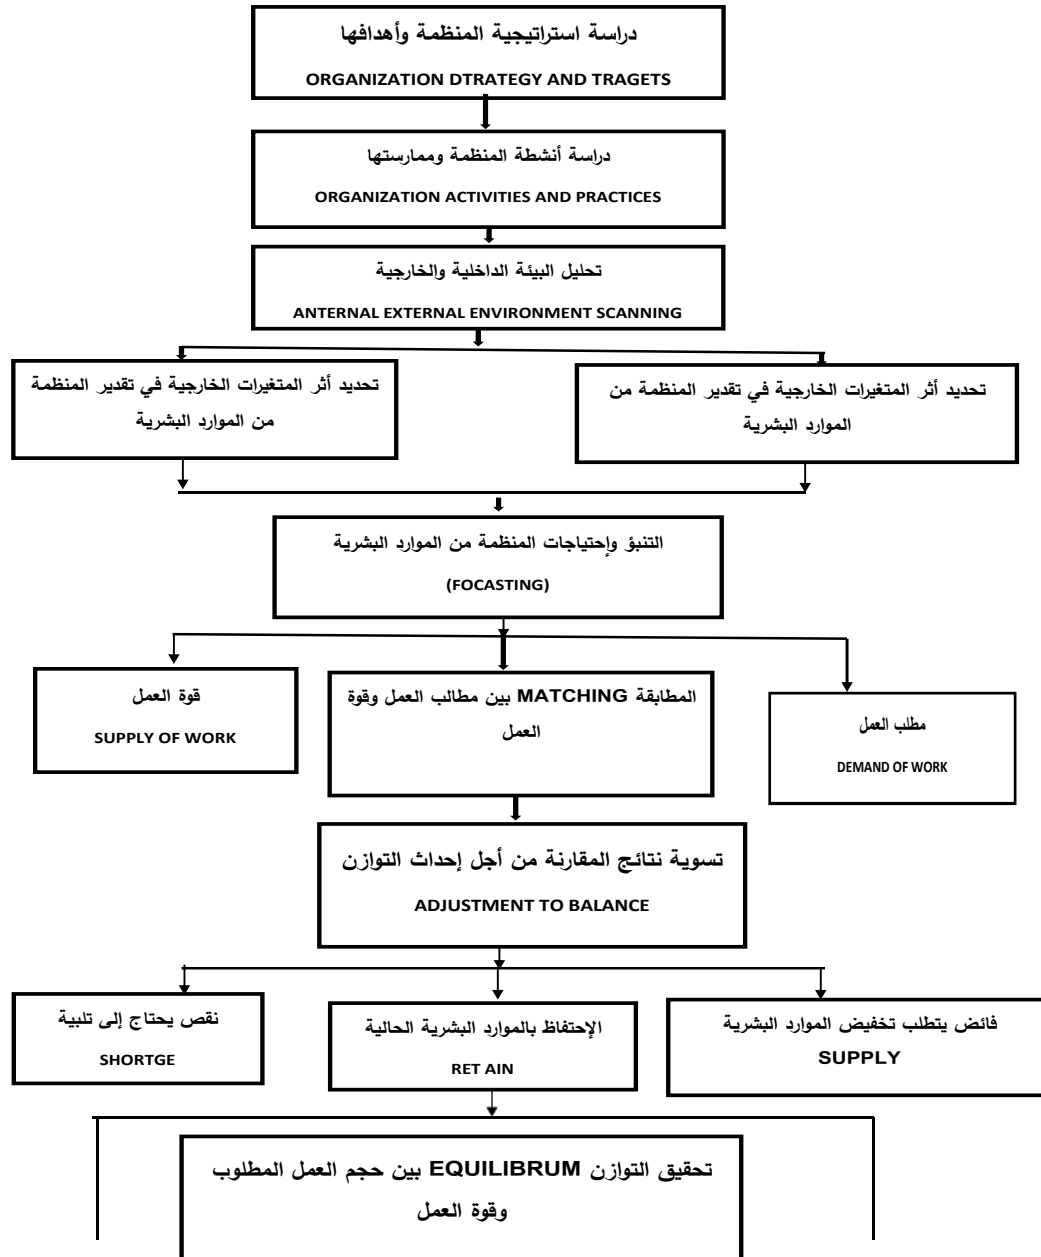 دراسة استراتيجية المنظمة وأهدافها
ORGANIZATION DTRATEGY AND TRAGETS
دراسة أنشطة المنظمة وممارستها
ORGANIZATION ACTIVITIES AND PRACTICES
تحليل البيئة الداخلية والخارجية
ANTERNAL EXTERNAL ENVIRONMENT SCANNING
تحديد أثر المتغيرات الخارجية في تقدير المنظمة من
الموارد البشرية
تحديد أثر المتغيرات الخارجية في تقدير المنظمة
من الموارد البشرية
التنبؤ وإحتياجات المنظمة من الموارد البشرية
(FOCASTING)
مطلب العمل
DEMAND OF WORK
المطابقة MATCHING بين مطالب العمل وقوة
العمل
قوة العمل
SUPPLY OF WORK
تسوية نتائج المقارنة من أجل إحداث التوازن
ADJUSTMENT TO BALANCE
فائض يتطلب تخفيض الموارد البشرية
SUPPLY
الإحتفاظ بالموارد البشرية الحالية
RET AIN
نقص يحتاج إلى تلبية
SHORTGE
تحقيق التوازن EQUILIBRUM بين حجم العمل المطلوب
وقوة العمل